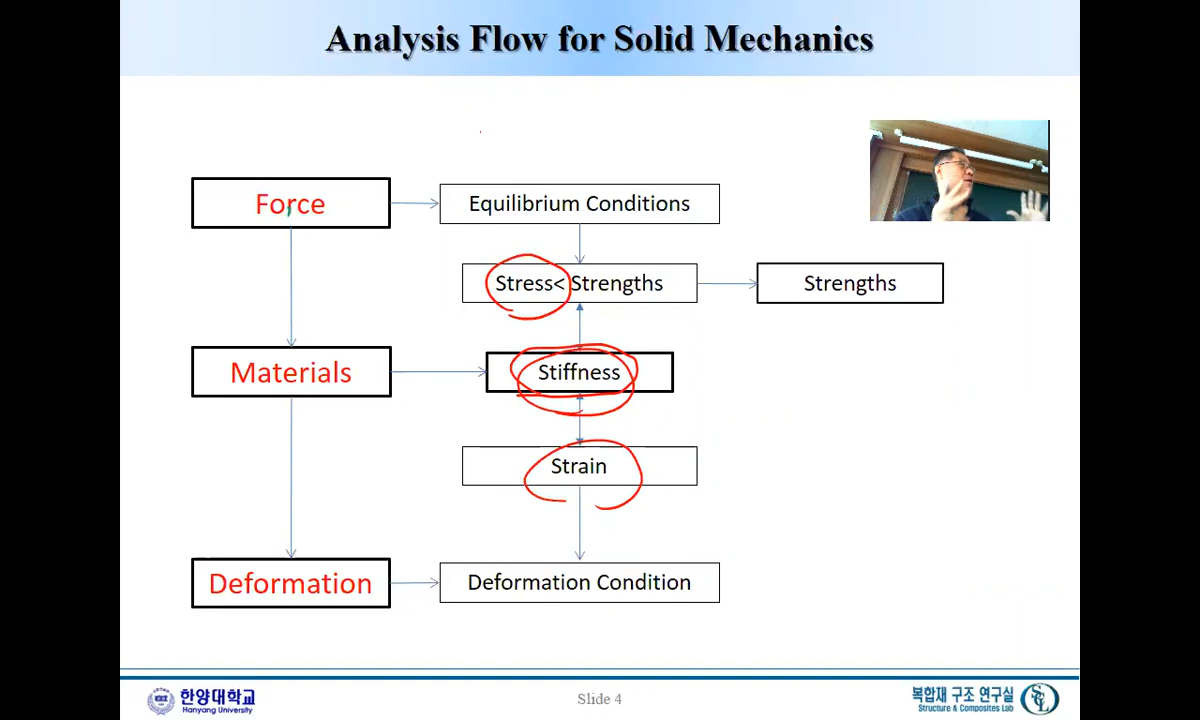 Analysis Flow for Solid Mechanics
Force
Equilibrium Conditions
Stress< Strengths
Strengths
Materials
Stiffness
Strain
Deformation
Deformation Condition
한양대학교
Hanyang University
Slide 4
복합재 구조 연구실
Structure & Composites Lab